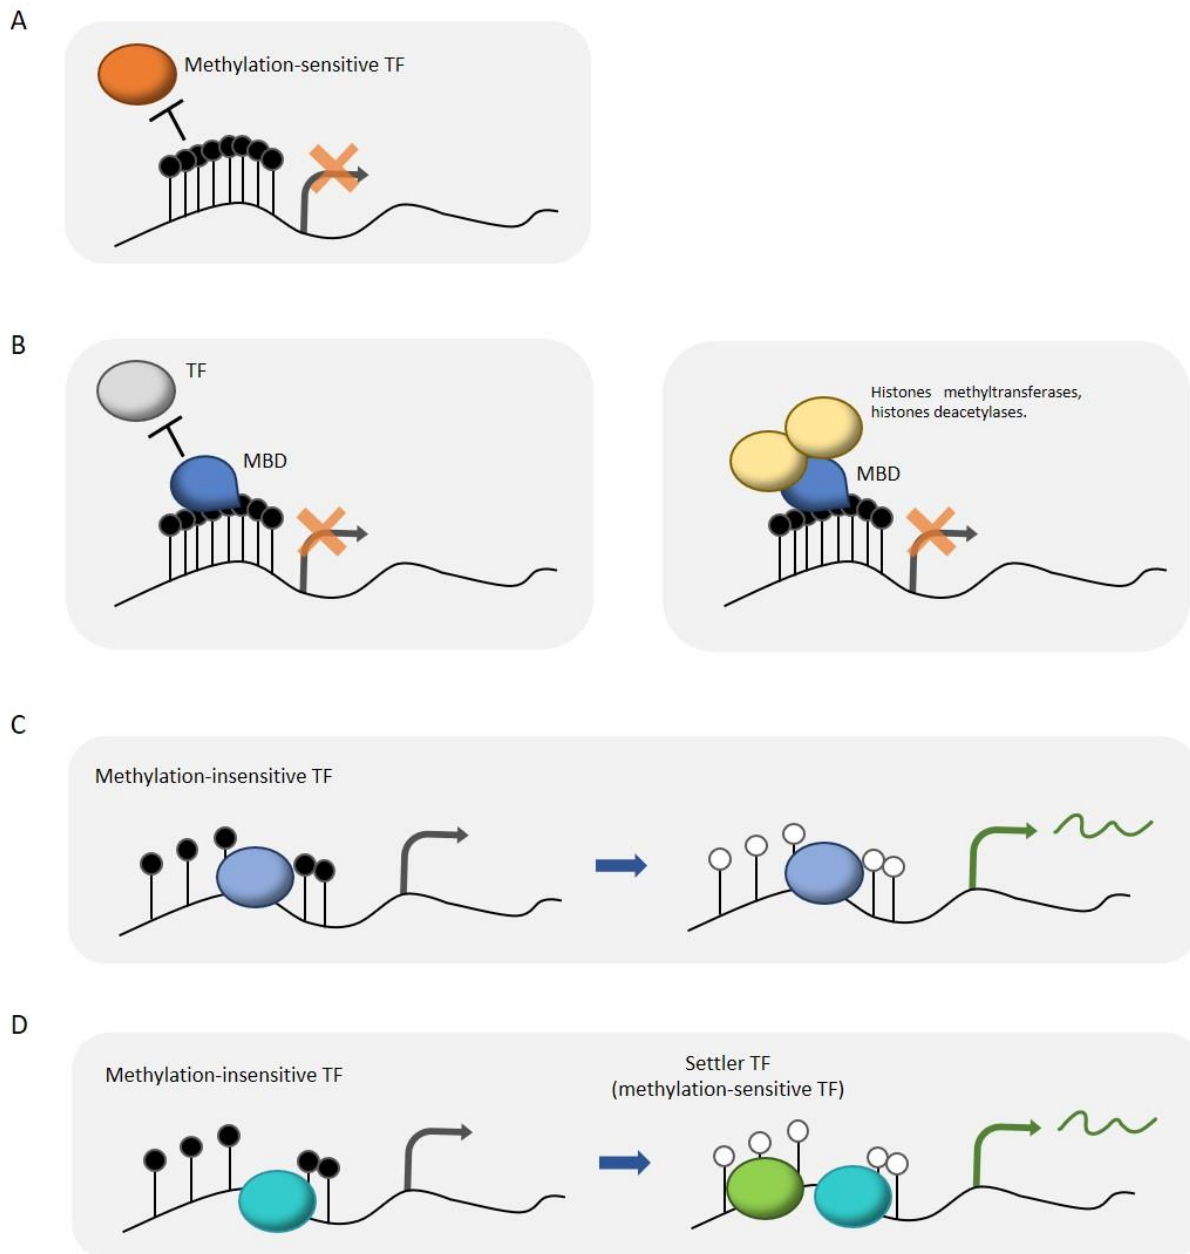 A
Methylation-sensitive TF
B
TF
MBD
Histones methyltransferases,
histones deacetylases.
MBD
C
Methylation-insensitive TF
D
Methylation-insensitive TF
Settler TF
(methylation-sensitive TF)